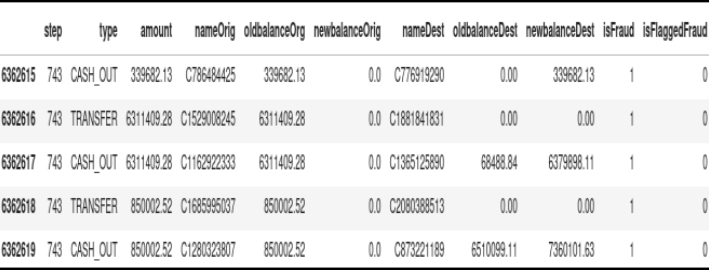 step type amount nameOrig oldbalanceOrg newbalanceOrig nameDest oldbalanceDest newbalanceDest isFraud isFlaggedFraud
6362615 743 CASH_OUT 339682.13 C786484425 339682.13 0.0 C776919290 0.00 339682.13 1 0
6362616 743 TRANSFER 6311409.28 C1529008245 6311409.28 0.0 C1881841831 0.00 0.00 1 0
6362617 743 CASH_OUT 6311409.28 C1162922333 6311409.28 0.0 C1365125890 68488.84 6379898.11 1 0
6362618 743 TRANSFER 850002.52 C1685995037 850002.52 0.0 C2080388513 0.00 0.00 1 0
6362619 743 CASH_OUT 850002.52 C1280323807 850002.52 0.0 C873221189 6510099.11 7360101.63 1 0